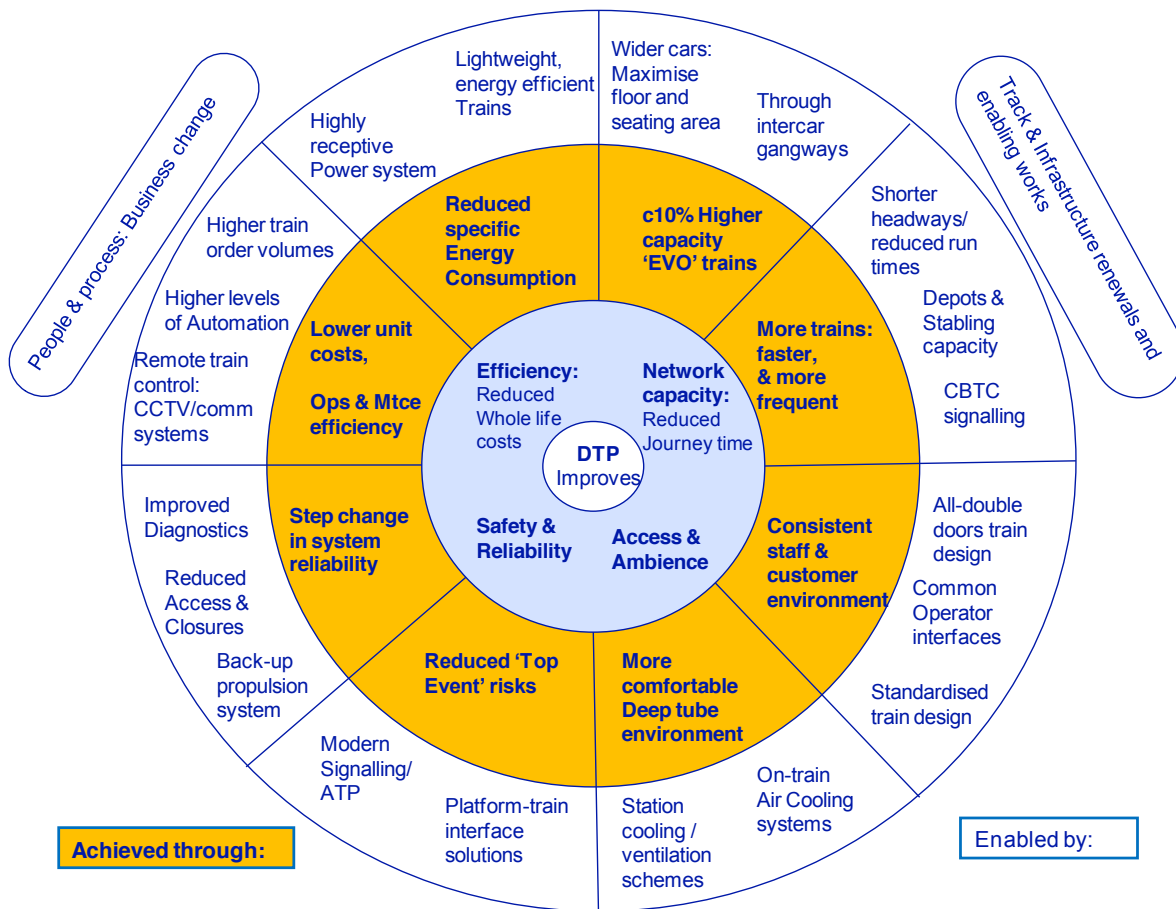 People & process: Business change
Track & Infrastructure renewals and
enabling works
Lightweight,
energy efficient
Trains
Highly
receptive
Power system
Wider cars:
Maximise
floor and
seating area
Through
intercar
gangways
Shorter
headways/
reduced run
times
Depots &
Stabling
capacity
CBTC
signalling
All-double
doors train
design
Common
Operator
interfaces
Standardised
train design
On-train
Air Cooling
systems
Station
cooling /
ventilation
schemes
Platform-train
interface
solutions
Modern
Signalling/
ATP
Back-up
propulsion
system
Reduced
Access &
Closures
Improved
Diagnostics
Remote train
control:
CCTV/comm
systems
Higher levels
of Automation
Higher train
order volumes
Reduced
specific
Energy
Consumption
c10% Higher
capacity
‘EVO’ trains
More trains:
faster,
& more
frequent
Consistent
staff &
customer
environment
More
comfortable
Deep tube
environment
Reduced ‘Top
Event’ risks
Step change
in system
reliability
Lower unit
costs,
Ops & Mtce
efficiency
Efficiency:
Reduced
Whole life
costs
Network
capacity:
Reduced
Journey time
DTP
Improves
Safety &
Reliability
Access &
Ambience
Achieved through:
Enabled by: